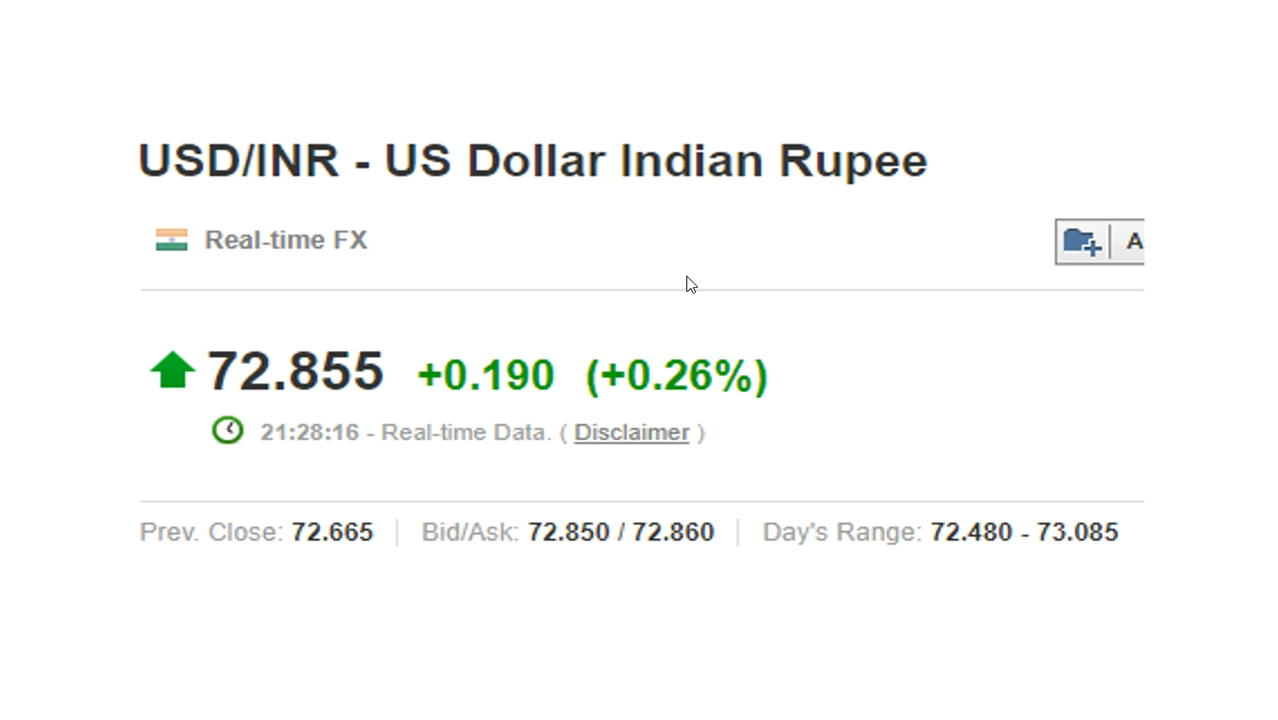 USD/INR - US Dollar Indian Rupee
Real-time FX
A
72.855 +0.190 (+0.26%)
21:28:16 - Real-time Data. ( Disclaimer )
Prev. Close: 72.665 Bid/Ask: 72.850 / 72.860 Day's Range: 72.480 - 73.085